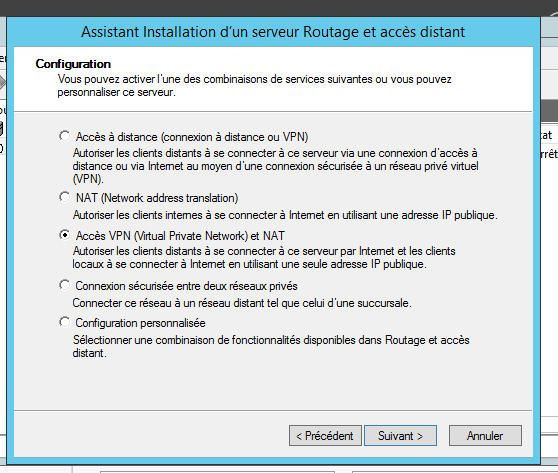 Assistant Installation d'un serveur Routage et accès distant
Configuration
Vous pouvez activer l'une des combinaisons de services suivantes ou vous pouvez
personnaliser ce serveur.
Accès à distance (connexion à distance ou VPN)
Autoriser les clients distants à se connecter à ce serveur via une connexion d'accès à
distance ou via Internet au moyen d'une connexion sécurisée à un réseau privé virtuel
(VPN).
NAT (Network address translation)
Autoriser les clients internes à se connecter à Internet en utilisant une adresse IP publique.
Accès VPN (Virtual Private Network) et NAT
Autoriser les clients distants à se connecter à ce serveur par Internet et les clients
locaux à se connecter à Internet en utilisant une seule adresse IP publique.
Connexion sécurisée entre deux réseaux privés
Connecter ce réseau à un réseau distant tel que celui d'une succursale.
Configuration personnalisée
Sélectionner une combinaison de fonctionnalités disponibles dans Routage et accès
distant.
< Précédent
Suivant >
Annuler